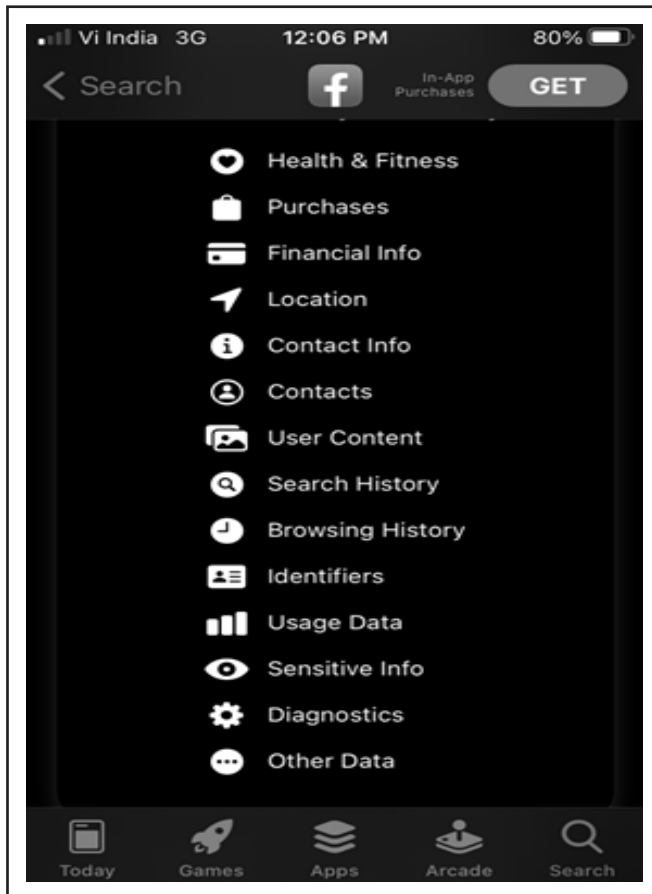 Vi India 3G 12:06 PM 80%
Search f In-App Purchases GET
Health & Fitness
Purchases
Financial Info
Location
Contact Info
Contacts
User Content
Search History
Browsing History
Identifiers
Usage Data
Sensitive Info
Diagnostics
Other Data
Today Games Apps Arcade Search